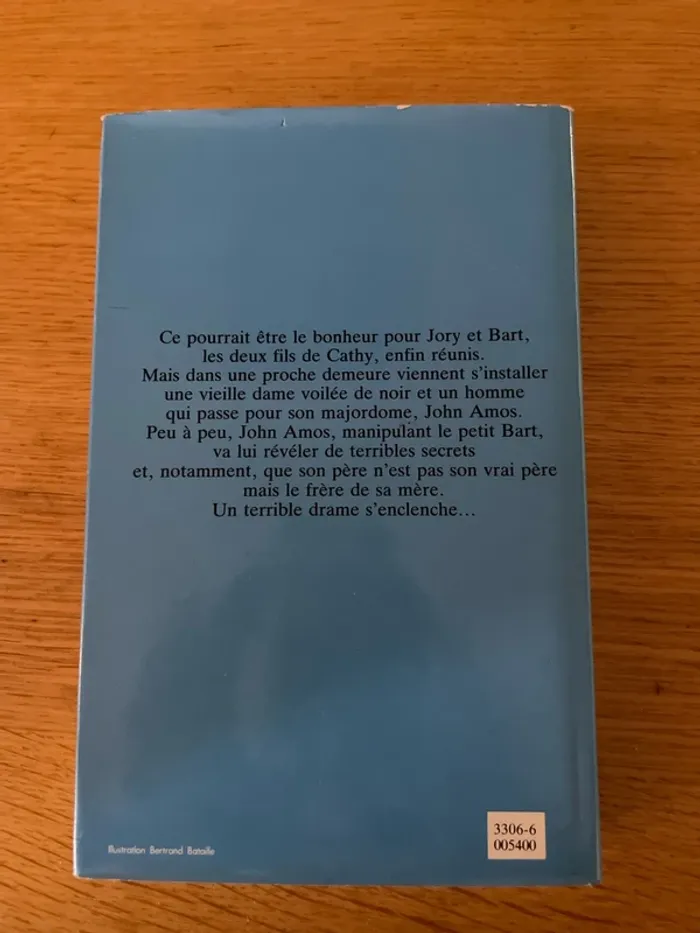 Ce pourrait être le bonheur pour Jory et Bart,
les deux fils de Cathy, enfin réunis.
Mais dans une proche demeure viennent s'installer
une vieille dame voilée de noir et un homme
qui passe pour son majordome, John Amos.
Peu à peu, John Amos, manipulant le petit Bart,
va lui révéler de terribles secrets
et, notamment, que son père n'est pas son vrai père
mais le frère de sa mère.
Un terrible drame s'enclenche...
Illustration Bertrand Bataille
3306-6
005400